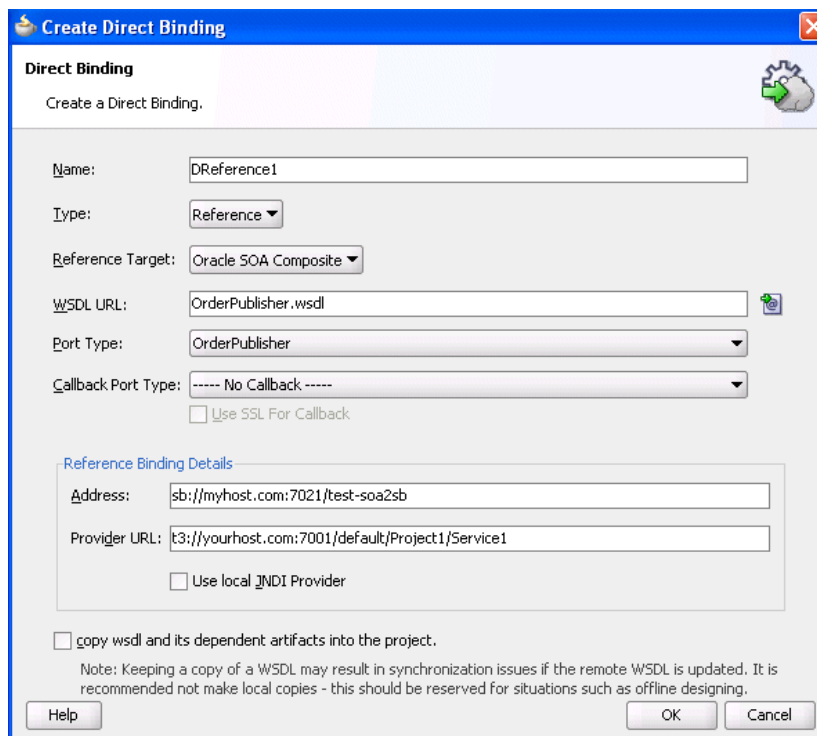 Create Direct Binding
Direct Binding
Create a Direct Binding.
Name: DReference1
Type: Reference
Reference Target: Oracle SOA Composite
WSDL URL: OrderPublisher.wsdl
Port Type: OrderPublisher
Callback Port Type: ----- No Callback -----
Use SSL For Callback
Reference Binding Details
Address: sb://myhost.com:7021/test-soa2sb
Provider URL: t3://yourhost.com:7001/default/Project1/Service1
Use local JNDI Provider
copy wsdl and its dependent artifacts into the project.
Note: Keeping a copy of a WSDL may result in synchronization issues if the remote WSDL is updated. It is
recommended not make local copies - this should be reserved for situations such as offline designing.
Help OK Cancel